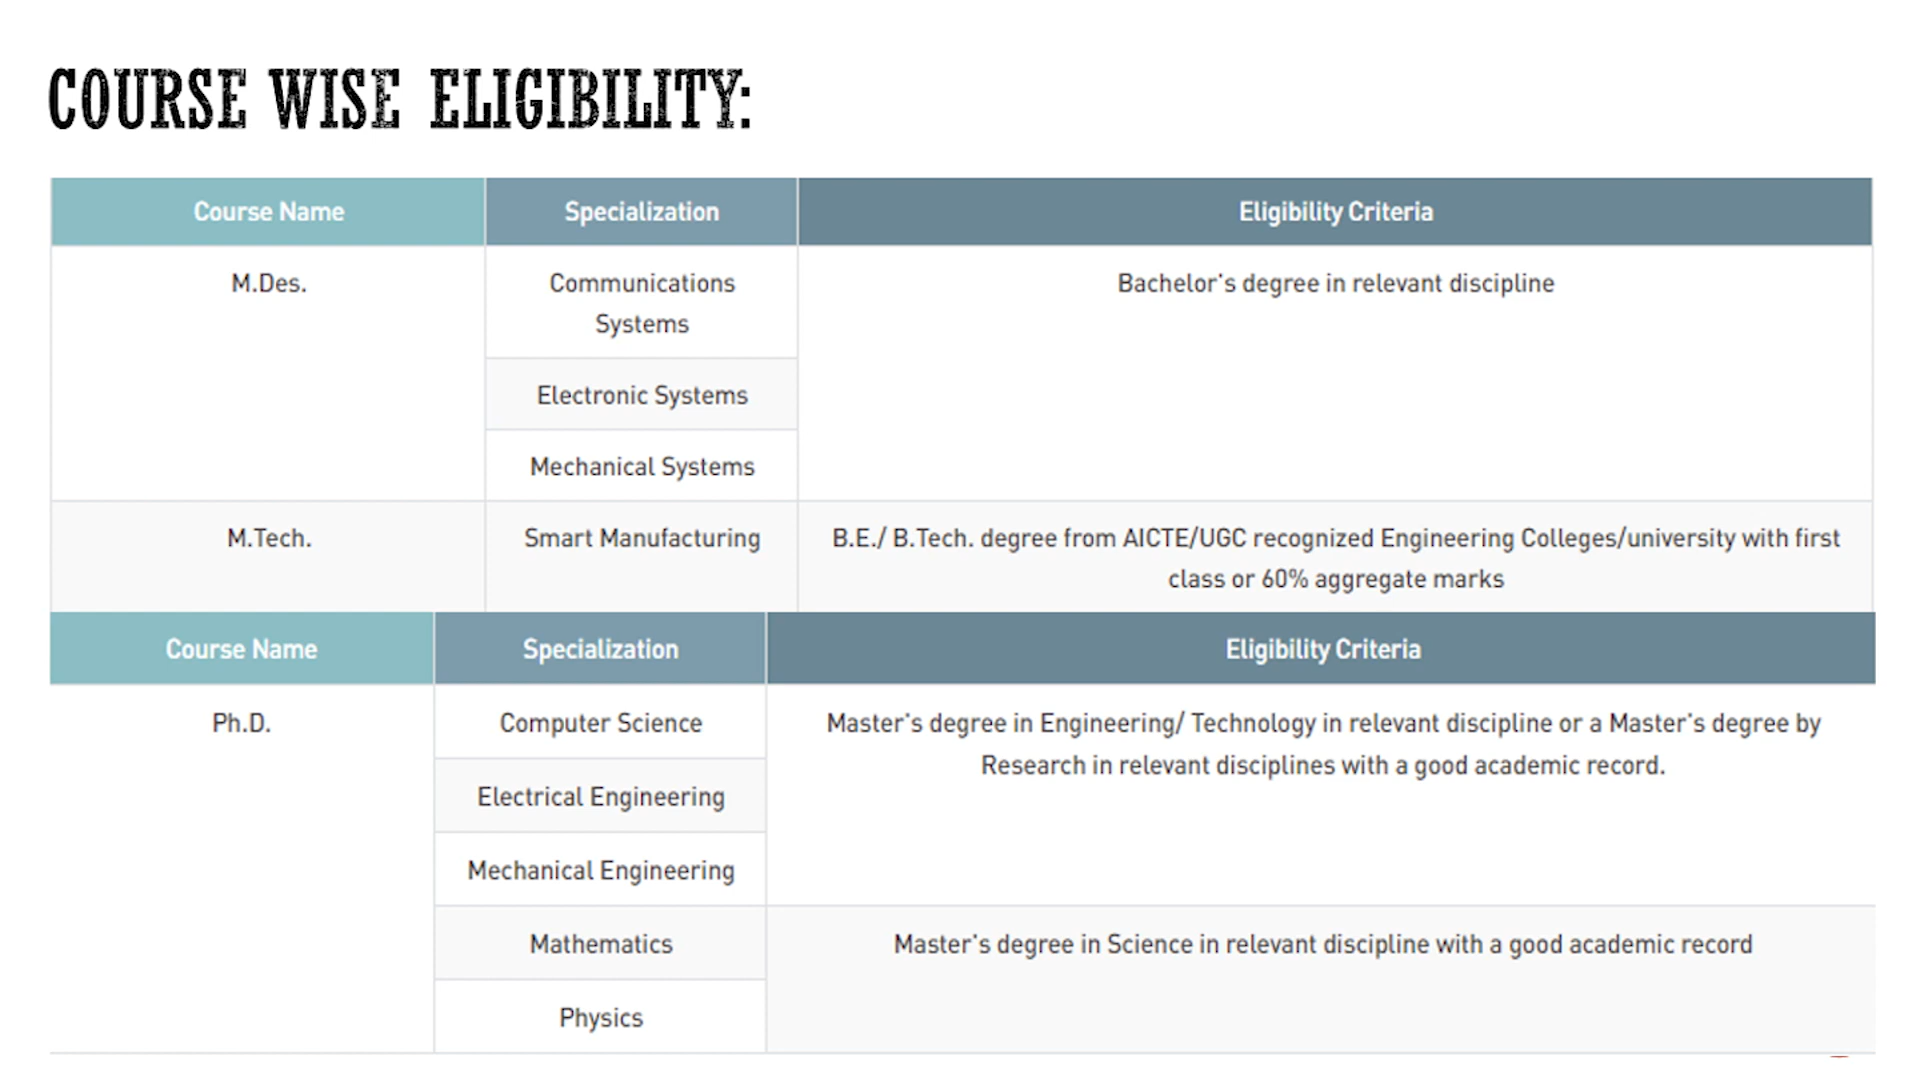 COURSE WISE ELIGIBILITY:
Course Name Specialization Eligibility Criteria
M.Des. Communications Bachelor's degree in relevant discipline
Systems
Electronic Systems
Mechanical Systems
M.Tech. Smart Manufacturing B.E./ B.Tech. degree from AICTE/UGC recognized Engineering Colleges/university with first
class or 60% aggregate marks
Course Name Specialization Eligibility Criteria
Ph.D. Computer Science Master's degree in Engineering/ Technology in relevant discipline or a Master's degree by
Research in relevant disciplines with a good academic record.
Electrical Engineering
Mechanical Engineering
Mathematics Master's degree in Science in relevant discipline with a good academic record
Physics